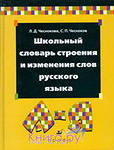 Л. Д. Чеснокова, С. П. Чесноков
Школьный
словарь строения
и изменения слов
русского
языка